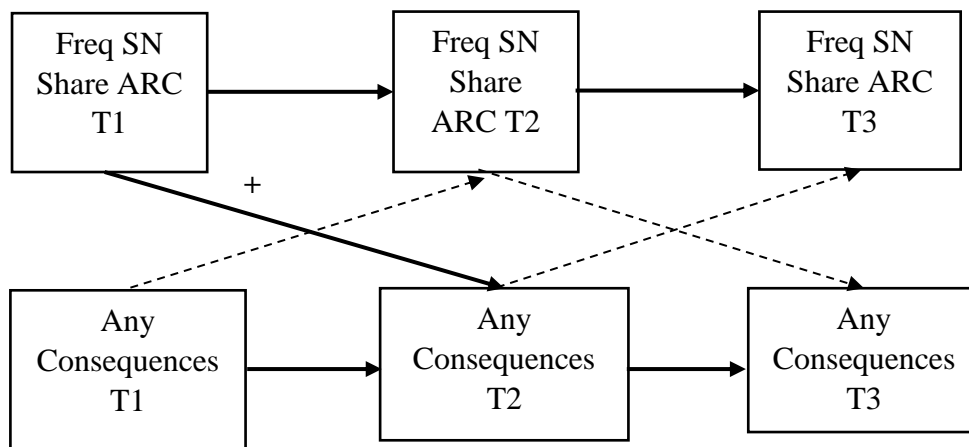 Freq SN
Share ARC
T1
Freq SN
Share
ARC T2
Freq SN
Share ARC
T3
+
Any
Consequences
T1
Any
Consequences
T2
Any
Consequences
T3